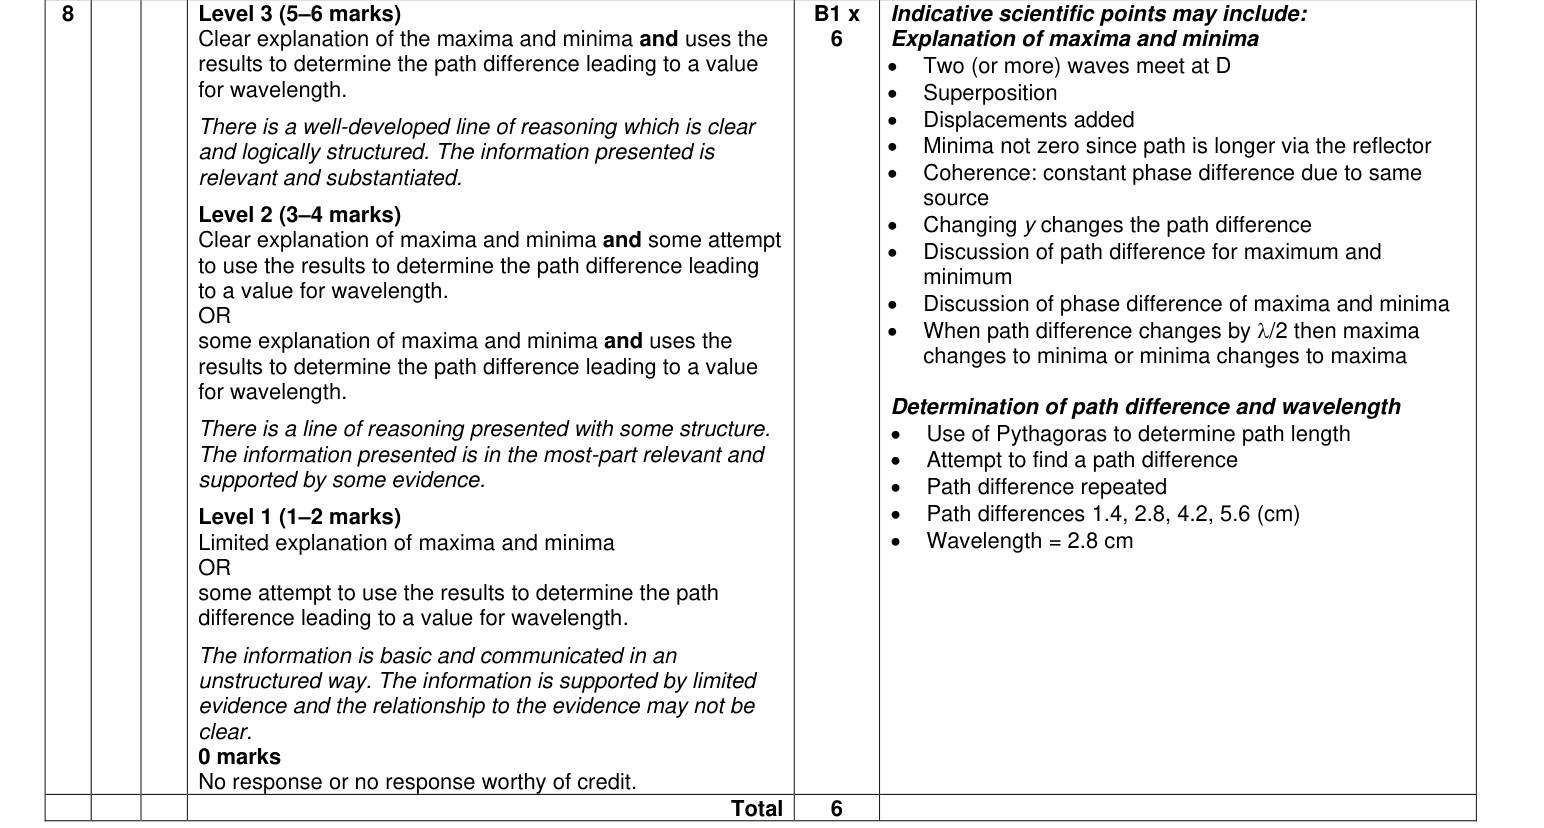 8
Level 3 (5–6 marks)
Clear explanation of the maxima and minima and uses the
results to determine the path difference leading to a value
for wavelength.
There is a well-developed line of reasoning which is clear
and logically structured. The information presented is
relevant and substantiated.
Level 2 (3–4 marks)
Clear explanation of maxima and minima and some attempt
to use the results to determine the path difference leading
to a value for wavelength.
OR
some explanation of maxima and minima and uses the
results to determine the path difference leading to a value
for wavelength.
There is a line of reasoning presented with some structure.
The information presented is in the most-part relevant and
supported by some evidence.
Level 1 (1–2 marks)
Limited explanation of maxima and minima
OR
some attempt to use the results to determine the path
difference leading to a value for wavelength.
The information is basic and communicated in an
unstructured way. The information is supported by limited
evidence and the relationship to the evidence may not be
clear.
0 marks
No response or no response worthy of credit.
B1 x
6
Indicative scientific points may include:
Explanation of maxima and minima
• Two (or more) waves meet at D
• Superposition
• Displacements added
• Minima not zero since path is longer via the reflector
• Coherence: constant phase difference due to same
source
• Changing y changes the path difference
• Discussion of path difference for maximum and
minimum
• Discussion of phase difference of maxima and minima
• When path difference changes by λ/2 then maxima
changes to minima or minima changes to maxima
Determination of path difference and wavelength
• Use of Pythagoras to determine path length
• Attempt to find a path difference
• Path difference repeated
• Path differences 1.4, 2.8, 4.2, 5.6 (cm)
• Wavelength = 2.8 cm
Total
6